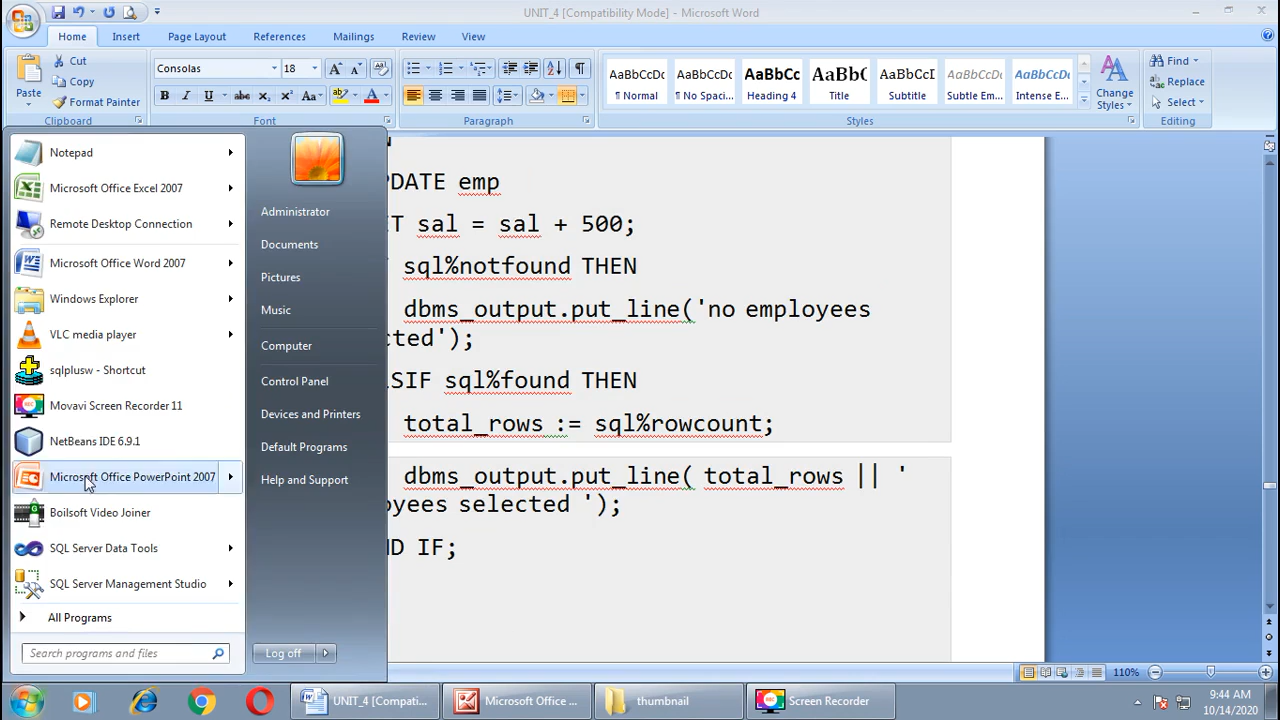 UNIT_4 [Compatibility Mode] - Microsoft Word
Home Insert Page Layout References Mailings Review View
Cut
Copy
Format Painter
Paste
Clipboard
Consolas 18
Font
Paragraph
AaBbCcDc AaBbCcDc AaBbCc AaBb( AaBbCcI AaBbCcDc AaBbCcDc
¶ Normal ¶ No Spaci... Heading 4 Title Subtitle Subtle Em... Intense E...
Change Styles
Styles
Find
Replace
Select
Editing
Notepad
Microsoft Office Excel 2007
Remote Desktop Connection
Microsoft Office Word 2007
Windows Explorer
VLC media player
sqlplusw - Shortcut
Movavi Screen Recorder 11
NetBeans IDE 6.9.1
Microsoft Office PowerPoint 2007
Boilsoft Video Joiner
SQL Server Data Tools
SQL Server Management Studio
All Programs
Search programs and files
Administrator
Documents
Pictures
Music
Computer
Control Panel
Devices and Printers
Default Programs
Help and Support
Log off
PDATE emp
ET sal = sal + 500;
sql%notfound THEN
dbms_output.put_line('no employees
cted');
LSIF sql%found THEN
total_rows := sql%rowcount;
dbms_output.put_line( total_rows || '
oyees selected ');
ND IF;
110%
UNIT_4 [Compati... Microsoft Office ... thumbnail Screen Recorder
9:44 AM
10/14/2020